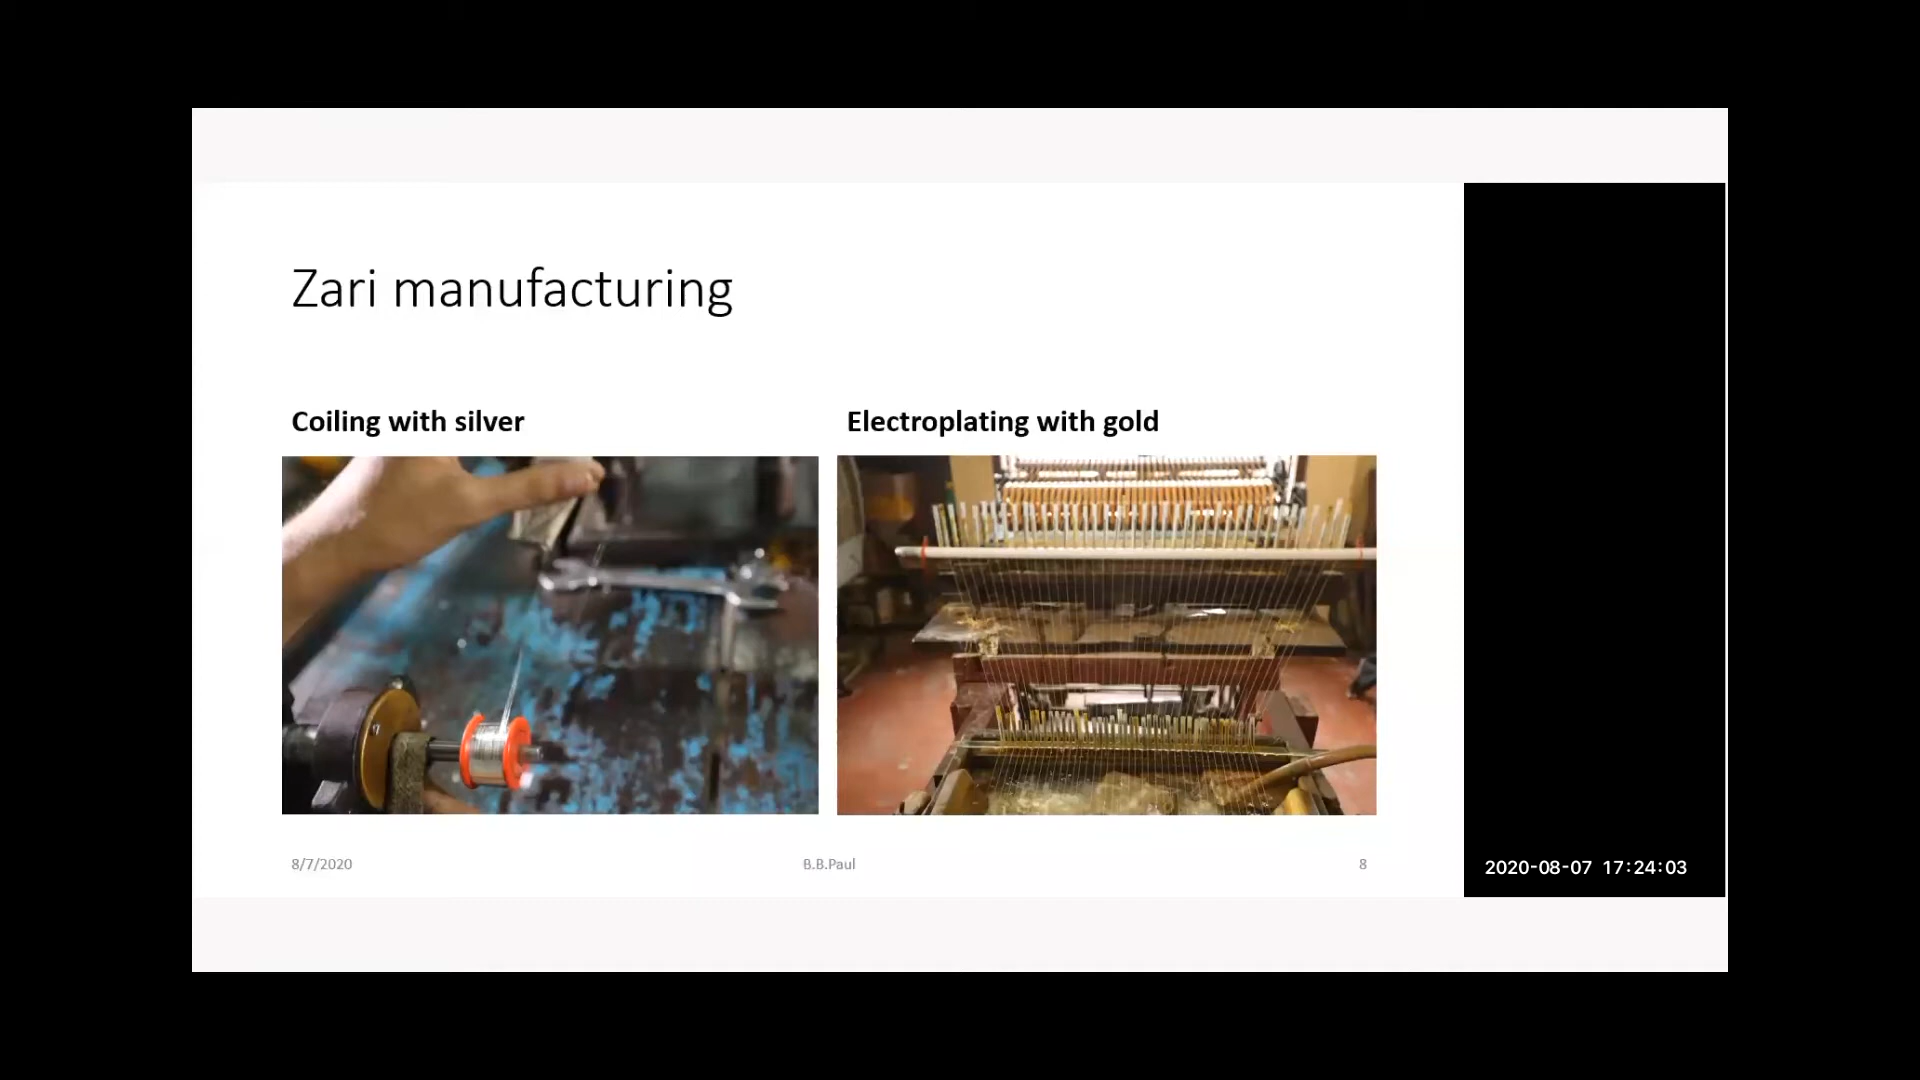 Zari manufacturing
Coiling with silver
Electroplating with gold
8/7/2020
B.B.Paul
8
2020-08-07 17:24:03